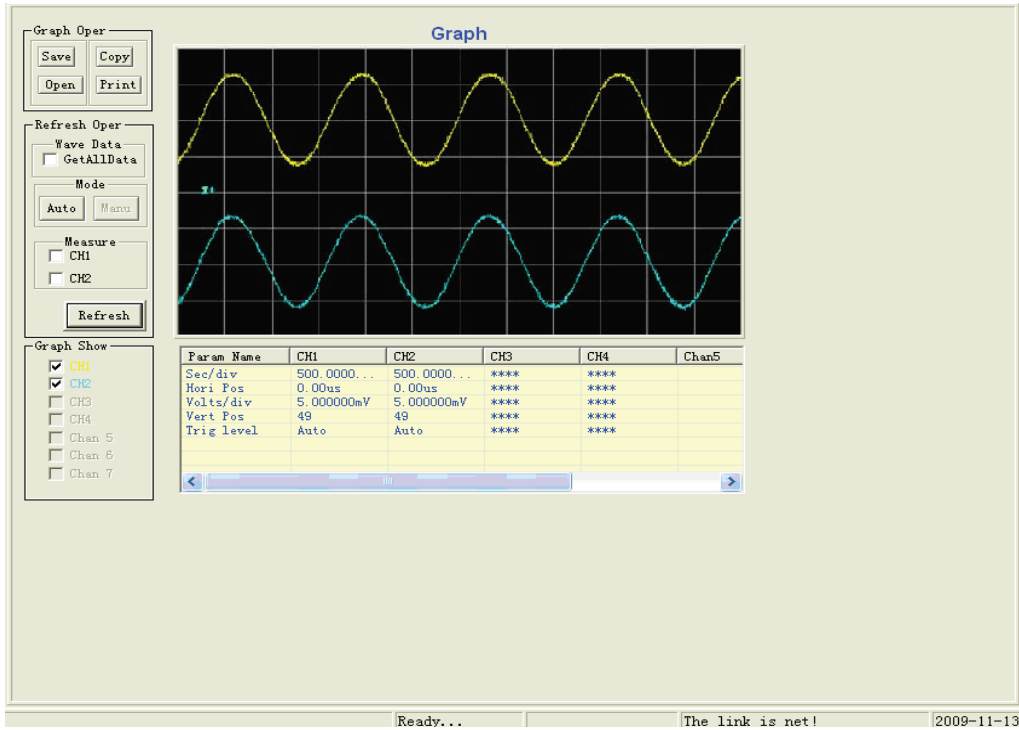 Graph Oper
Save Copy
Open Print
Refresh Oper
Wave Data
GetAllData
Mode
Auto Manu
Measure
CH1
CH2
Refresh
Graph Show
CH1
CH2
CH3
CH4
Chan 5
Chan 6
Chan 7
Graph
Param Name CH1 CH2 CH3 CH4 Chan5
Sec/div 500.0000... 500.0000... **** ****
Hori Pos 0.00us 0.00us **** ****
Volts/div 5.000000mV 5.000000mV **** ****
Vert Pos 49 49 **** ****
Trig level Auto Auto **** ****
Ready... The link is net! 2009-11-13